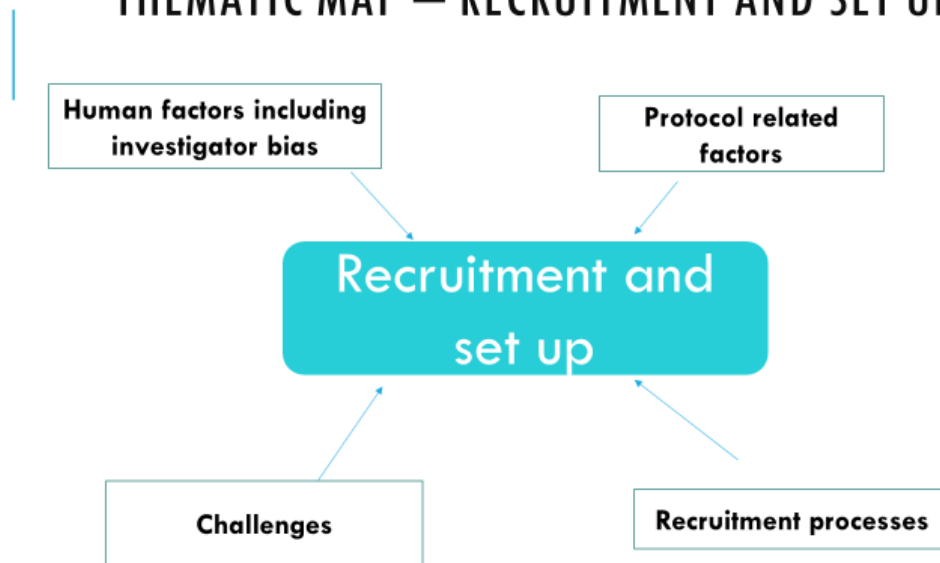 THEMATIC MAP – RECRUITMENT AND SET UP
Human factors including
investigator bias
Protocol related
factors
Recruitment and
set up
Challenges
Recruitment processes